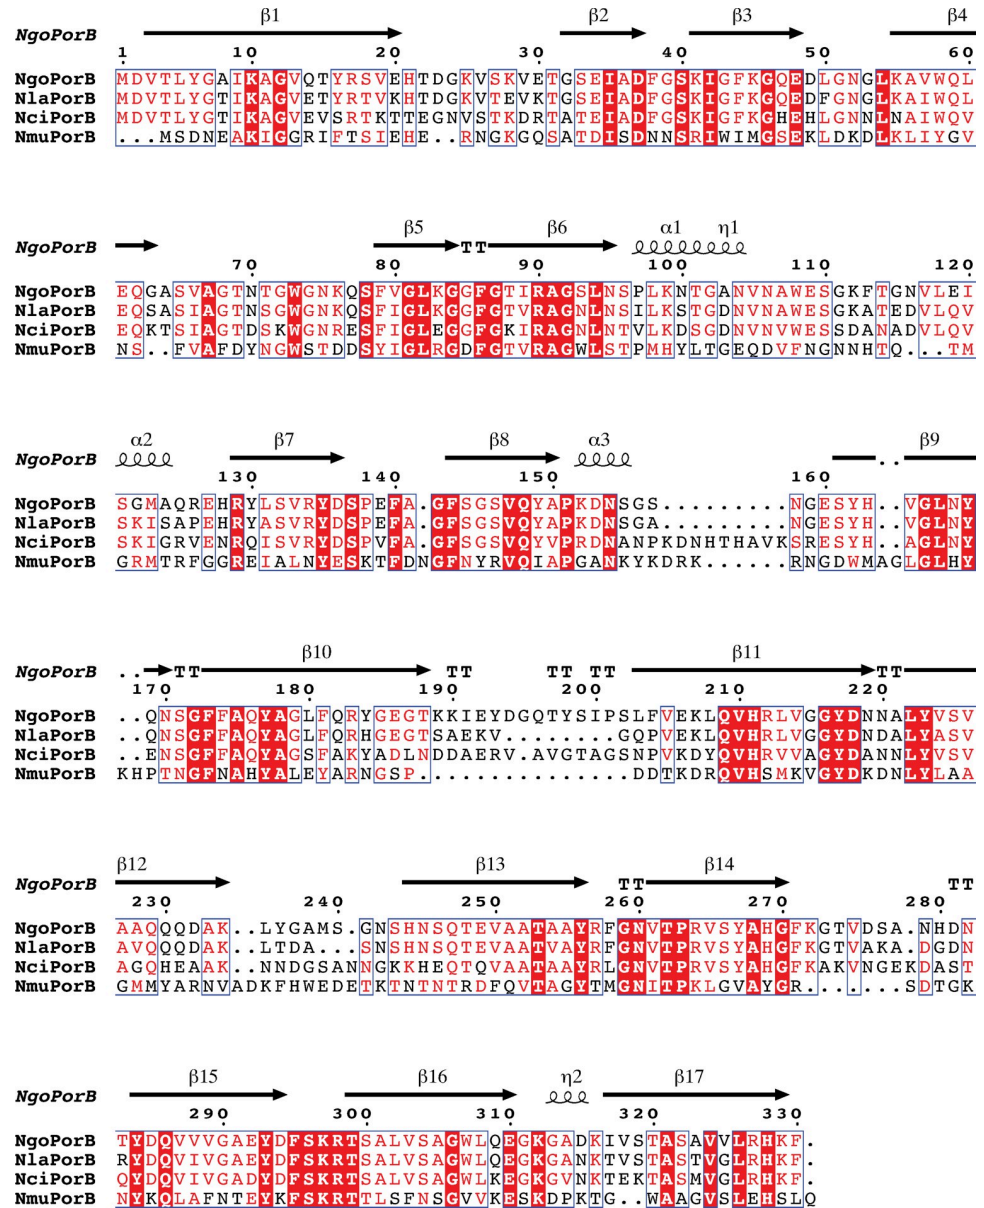 β1 β2 β3 β4
NgoPorB
1 10 20 30 40 50 60
NgoPorB MDVTLYGAIKAGVQTYRSVEHTDGKVSKVETGSEIADFGSKIGFKGQEDLGNGLKAVWQL
NlaPorB MDVTLYGTIKAGVETYRTVKHTDGKVTEVKTGSEIADFGSKIGFKGQEDFGNGLKAIWQL
NciPorB MDVTLYGTIKAGVEVSRTKTTEGNVSTKDRTATEIADFGSKIGFKGHEHLGNNLNAIWQV
NmuPorB ...MSDNEAKIGGRIFTSIEHE..RNGKGQSATDISDNNSRIWIMGSEKLDKDLKLIYGV
β5 β6 α1 η1
NgoPorB TT
70 80 90 100 110 120
NgoPorB EQGASVAGTNTGWGNKQSFVGLKGGFGTIRAGSLNSPLKNTGANVNAWESGKFTGNVLEI
NlaPorB EQSASIAGTNSGWGNKQSFIGLKGGFGTVRAGNLNSILKSTGDNVNAWESGKATEDVLQV
NciPorB EQKTSIAGTDSKWGNRESFIGLEGGFGKIRAGNLNTVLKDSGDNVNVWESSDANADVLQV
NmuPorB NS..FVAFDYNGWSTDDSYIGLRGDFGTVRAGWLSTPMHYLTGEQDVFNGNNHTQ...TM
α2 β7 β8 α3 β9
NgoPorB ..
130 140 150 160
NgoPorB SGMAQREHRYLSVRYDSPEFA.GFSGSVQYAPKDNSGS.........NGESYH..VGLNY
NlaPorB SKISAPEHRYASVRYDSPEFA.GFSGSVQYAPKDNSGA.........NGESYH..VGLNY
NciPorB SKIGRVENRQISVRYDSPVFA.GFSGSVQYVPRDNANPKDNHTHAVKSRESYH..AGLNY
NmuPorB GRMTRFGGREIALNYESKTFDNGFNYRVQIAPGANKYKDRK......RNGDWMAGLGLHY
β10 β11
NgoPorB .. TT TT TT TT TT
170 180 190 200 210 220
NgoPorB ..QNSGFFAQYAGLFQRYGEGTKKIEYDGQTYSIPSLFVEKLQVHRLVGGYDNNALYVSV
NlaPorB ..QNSGFFAQYAGLFQRHGEGTSAEKV........GQPVEKLQVHRLVGGYDNDALYASV
NciPorB ..ENSGFFAQYAGSFAKYADLNDDAERV.AVGTAGSNPVKDYQVHRVVAGYDANNLYVSV
NmuPorB KHPTNGFNAHYALEYARNGSP...............DDTKDRQVHSMKVGYDKDNLYLAA
β12 β13 β14
NgoPorB TT TT
230 240 250 260 270 280
NgoPorB AAQQQDAK..LYGAMS.GNSHNSQTEVAATAAYRFGNVTPRVSYAHGFKGTVDSA.NHDN
NlaPorB AVQQQDAK..LTDA...SNSHNSQTEVAATVAYRFGNVTPRVSYAHGFKGTVAKA.DGDN
NciPorB AGQHEAAK..NNDGSANNGKKHEQTQVAATAAYRLGNVTPRVSYAHGFKAKVNGEKDAST
NmuPorB GMMYARNVADKFHWEDETKTNTNTRDFQVTAGYTMGNITPKLGVAYGR......SDTGK
β15 β16 η2 β17
NgoPorB
290 300 310 320 330
NgoPorB TYDQVVVGAEYDFSKRTSALVSAGWLQEGKGADKIVSTASAVVLRHKF.
NlaPorB RYDQVIVGAEYDFSKRTSALVSAGWLQEGKGANKTVSTASTVGLRHKF.
NciPorB QYDQVIVGAEYDFSKRTSALVSAGWLKEGKGVNKTEKTASMVGLRHKF.
NmuPorB NYKQLAFNTEYKFSKRTTLSFNSGVVKESKDPKTG..WAAGVSLEHSLQ